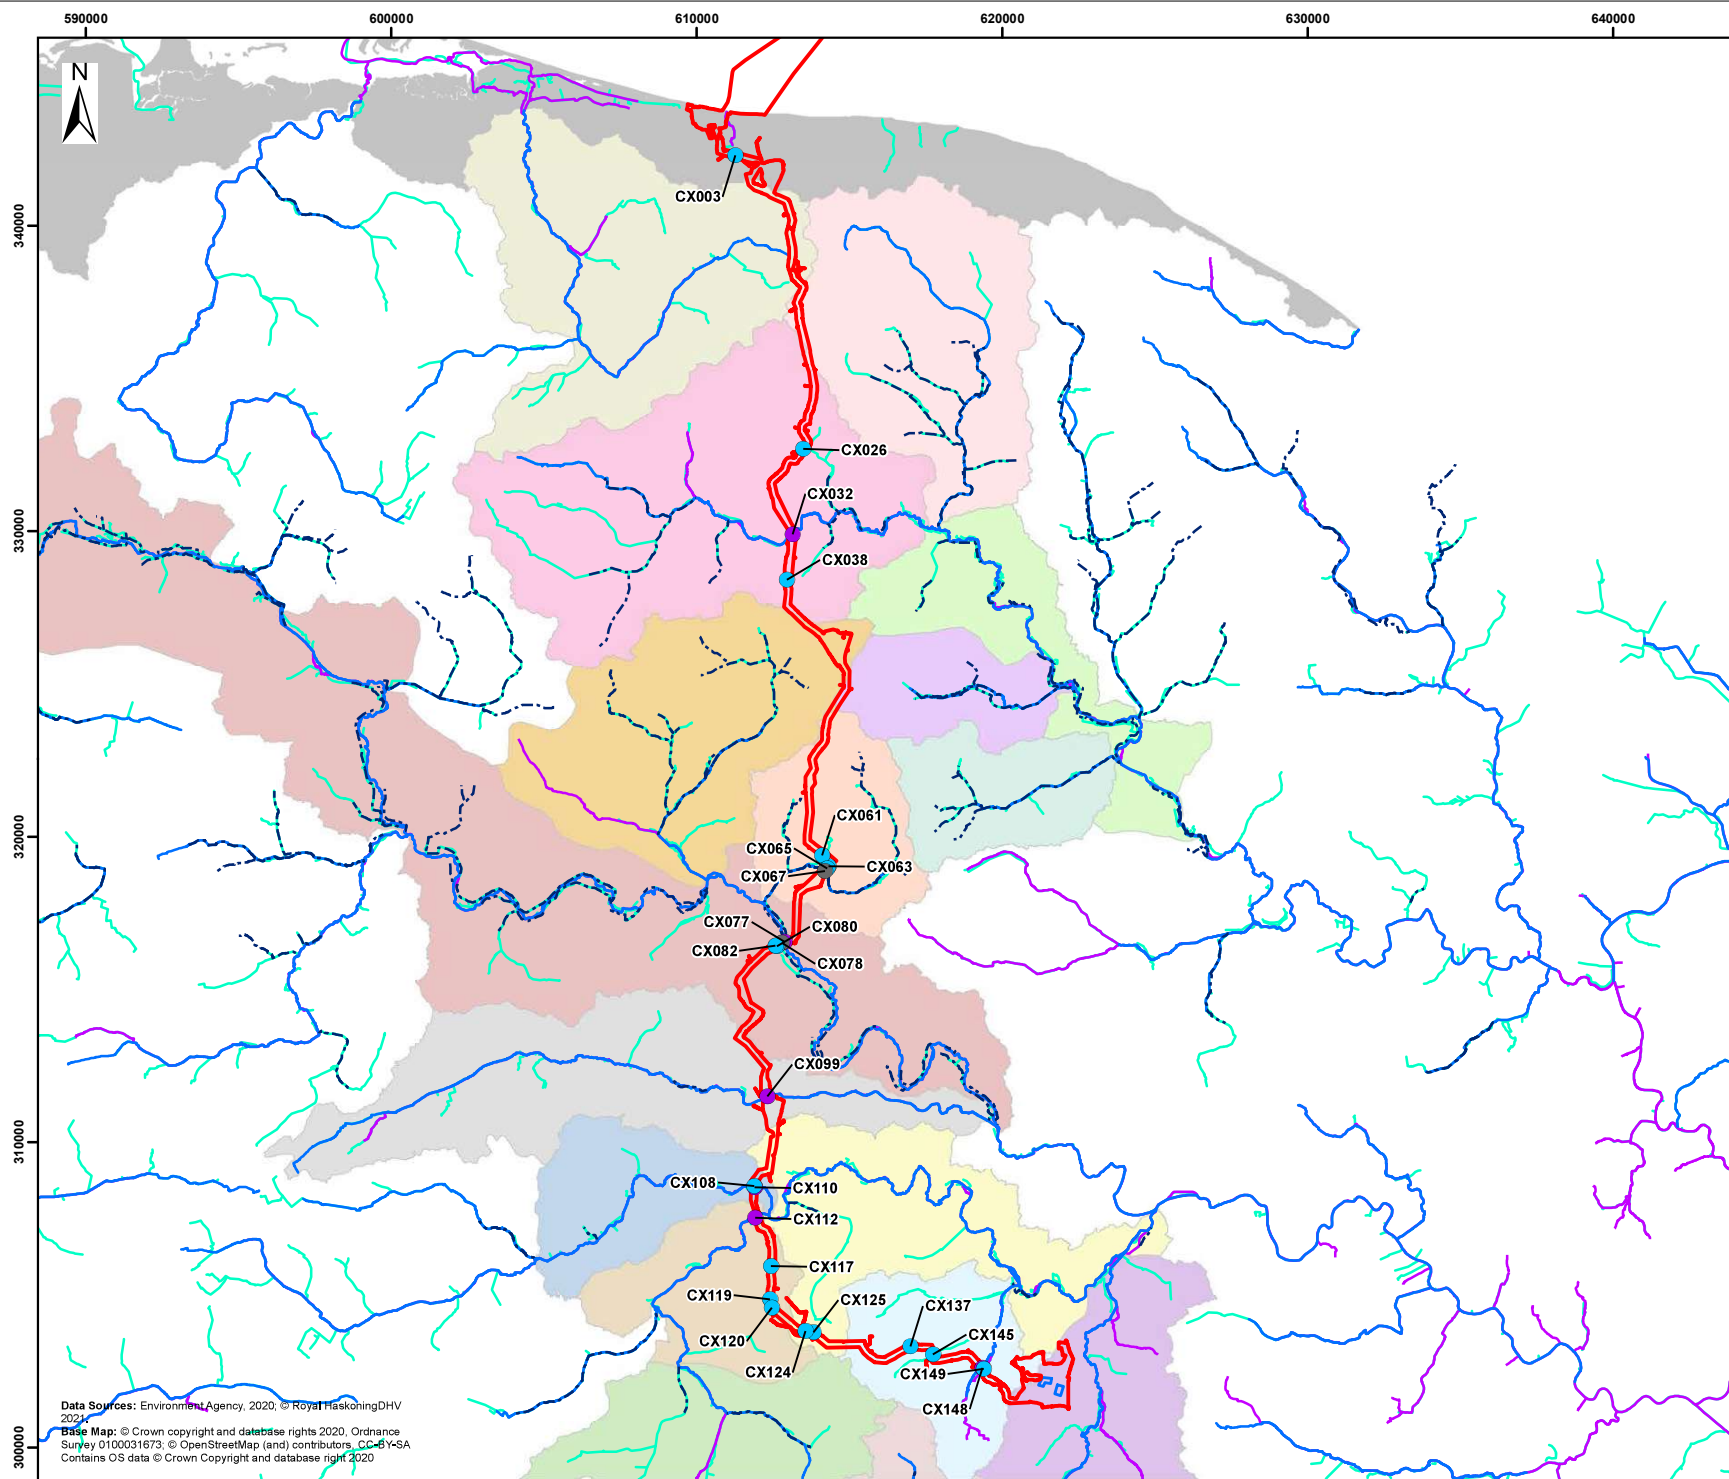 590000 600000 610000 620000 630000 640000
N
340000
330000
320000
310000
300000
CX003
CX026
CX032
CX038
CX061
CX065
CX063
CX067
CX077
CX080
CX082
CX078
CX099
CX108
CX110
CX112
CX117
CX119
CX125
CX137
CX120
CX145
CX124
CX149
CX148
Data Sources: Environment Agency, 2020; © Royal HaskoningDHV
2021.
Base Map: © Crown copyright and database rights 2020, Ordnance
Survey 0100031673; © OpenStreetMap (and) contributors, CC-BY-SA
Contains OS data © Crown Copyright and database right 2020